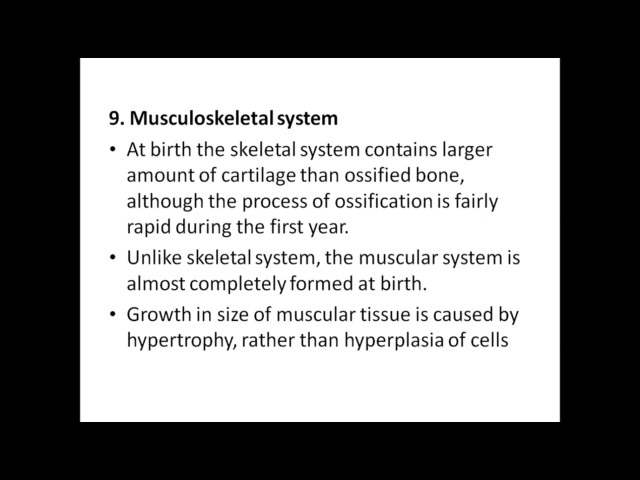 9. Musculoskeletal system
• At birth the skeletal system contains larger
amount of cartilage than ossified bone,
although the process of ossification is fairly
rapid during the first year.
• Unlike skeletal system, the muscular system is
almost completely formed at birth.
• Growth in size of muscular tissue is caused by
hypertrophy, rather than hyperplasia of cells